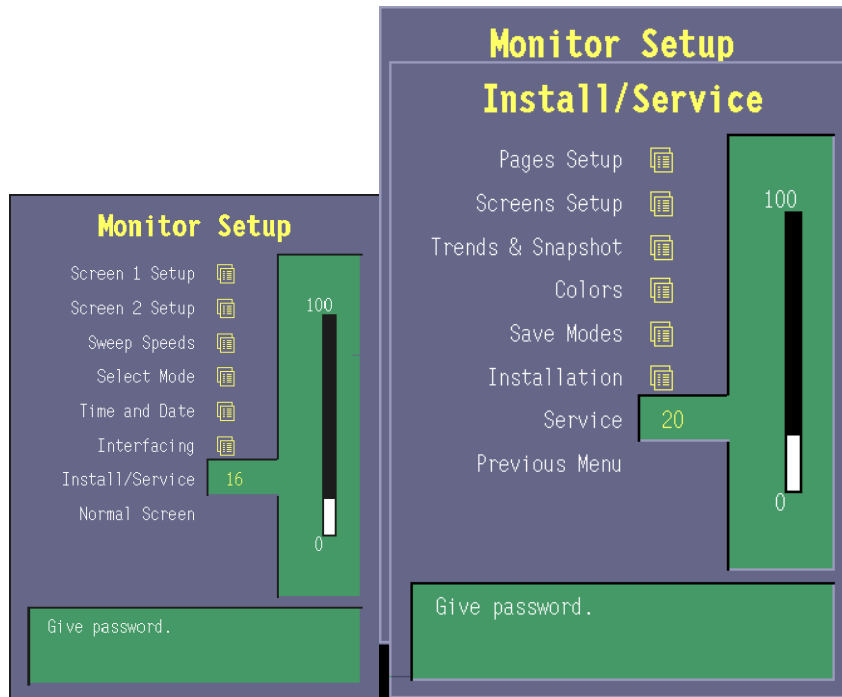 Monitor Setup
Screen 1 Setup
Screen 2 Setup
100
Sweep Speeds
Select Mode
Time and Date
Interfacing
Install/Service 16
Normal Screen
0
Give password.
Monitor Setup
Install/Service
Pages Setup
Screens Setup
100
Trends & Snapshot
Colors
Save Modes
Installation
Service 20
Previous Menu
0
Give password.